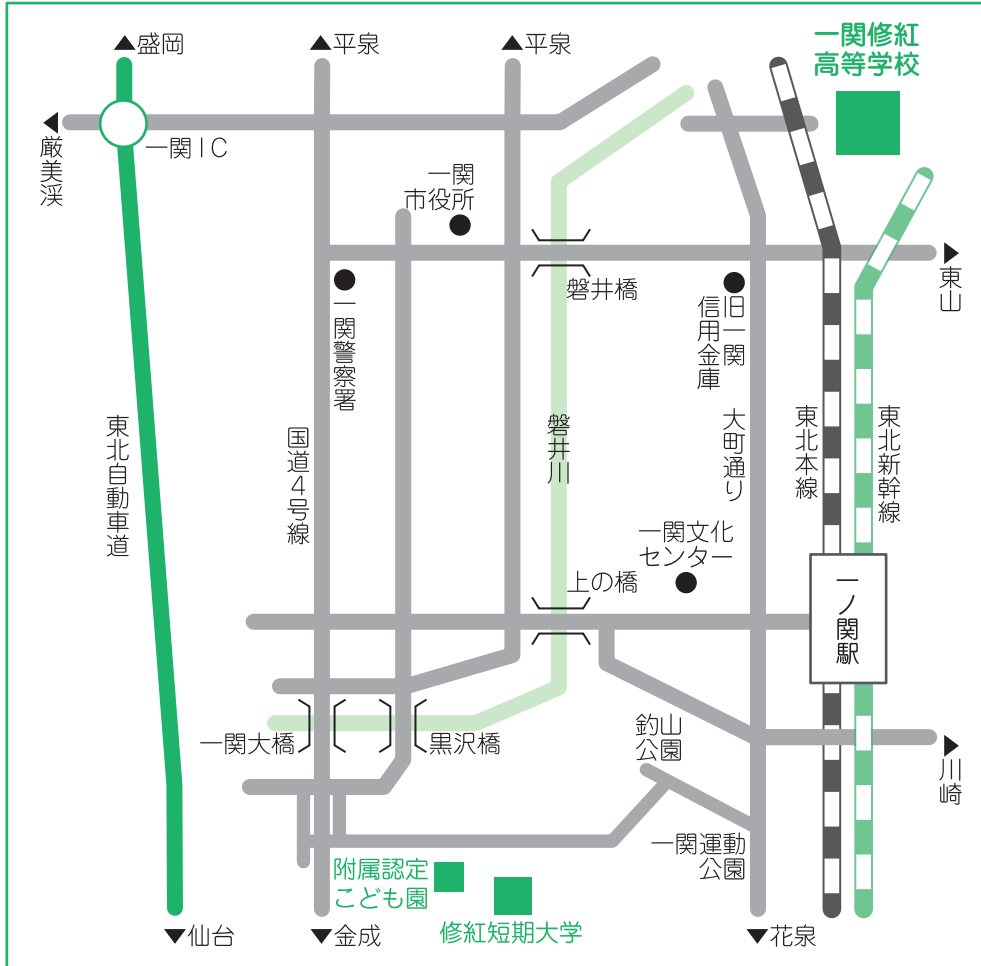 ▲盛岡
▲平泉
▲平泉
一関修紅
高等学校
◀厳美渓
一関IC
一関
市役所
▶東山
磐井橋
一関警察署
旧一関
信用金庫
東北自動車道
国道4号線
磐井川
大町通り
東北本線
東北新幹線
一関文化
センター
上の橋
一ノ関駅
一関大橋
黒沢橋
釣山
公園
▶川崎
一関運動
公園
附属認定
こども園
修紅短期大学
▼仙台
▼金成
▼花泉